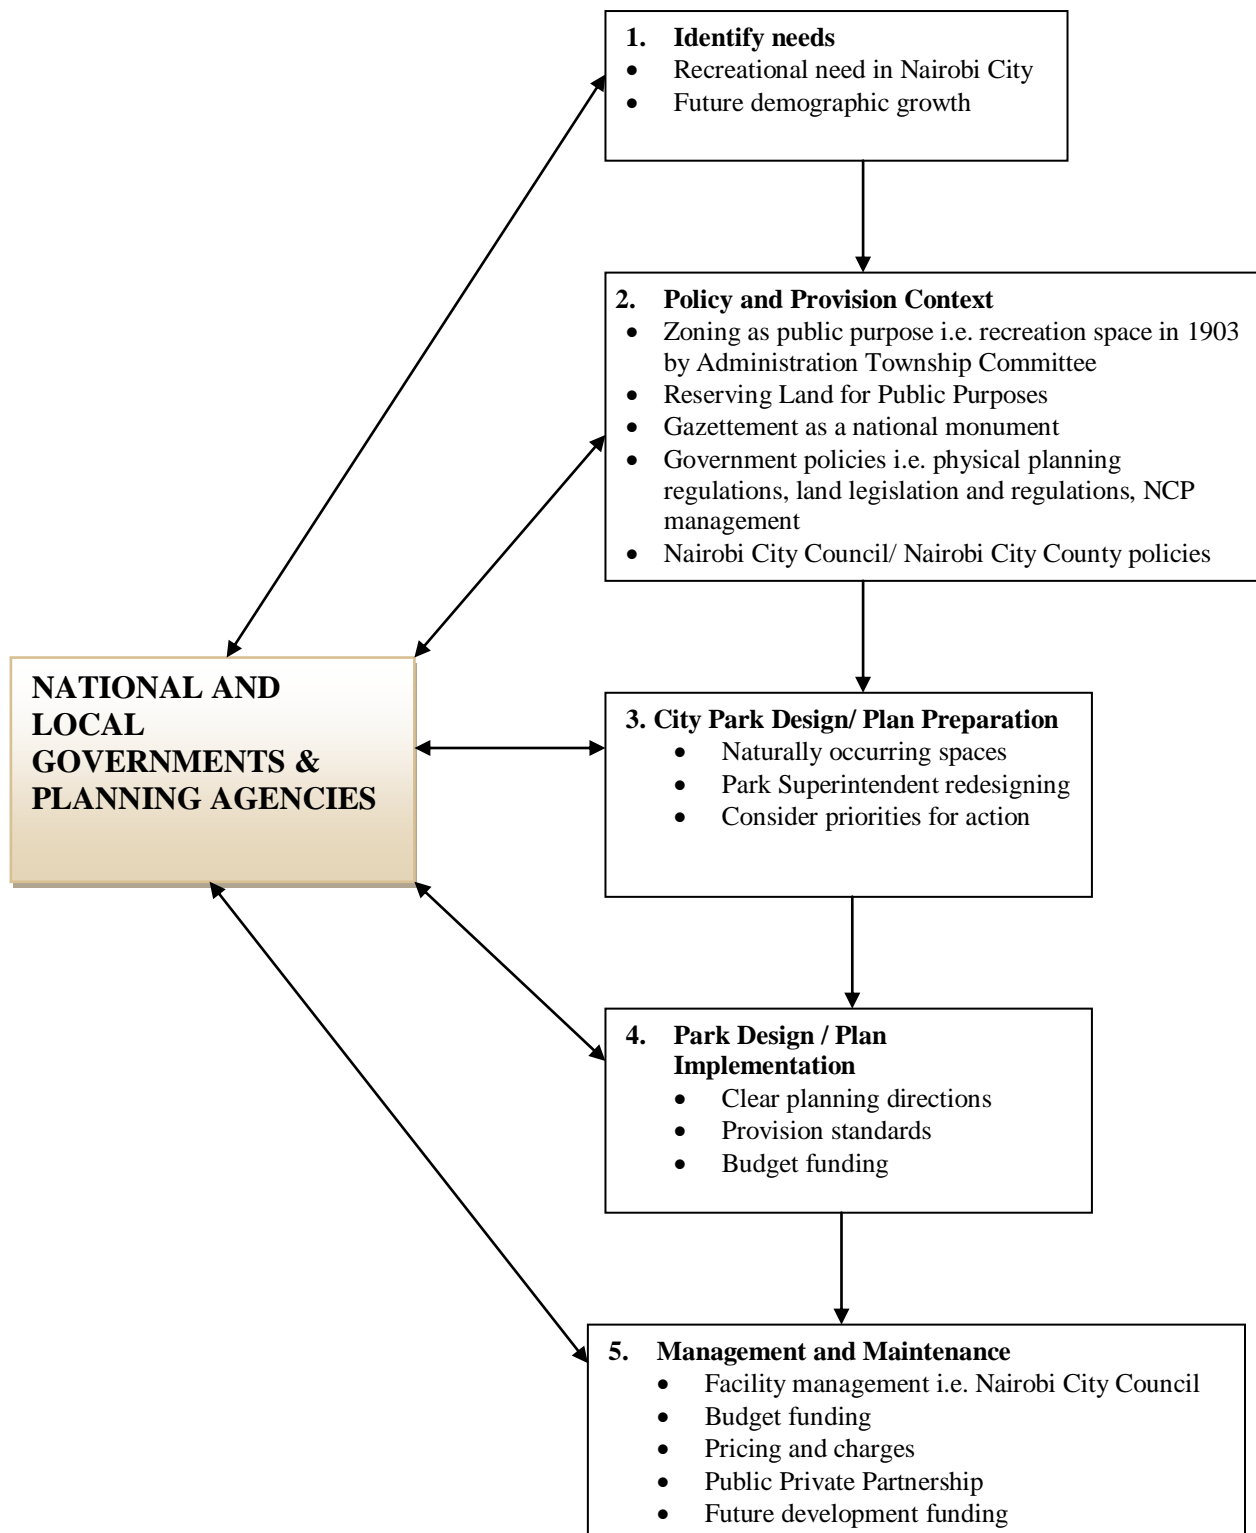 1. Identify needs
• Recreational need in Nairobi City
• Future demographic growth
2. Policy and Provision Context
• Zoning as public purpose i.e. recreation space in 1903
by Administration Township Committee
• Reserving Land for Public Purposes
• Gazettement as a national monument
• Government policies i.e. physical planning
regulations, land legislation and regulations, NCP
management
• Nairobi City Council/ Nairobi City County policies
NATIONAL AND
LOCAL
GOVERNMENTS &
PLANNING AGENCIES
3. City Park Design/ Plan Preparation
• Naturally occurring spaces
• Park Superintendent redesigning
• Consider priorities for action
4. Park Design / Plan
Implementation
• Clear planning directions
• Provision standards
• Budget funding
5. Management and Maintenance
• Facility management i.e. Nairobi City Council
• Budget funding
• Pricing and charges
• Public Private Partnership
• Future development funding